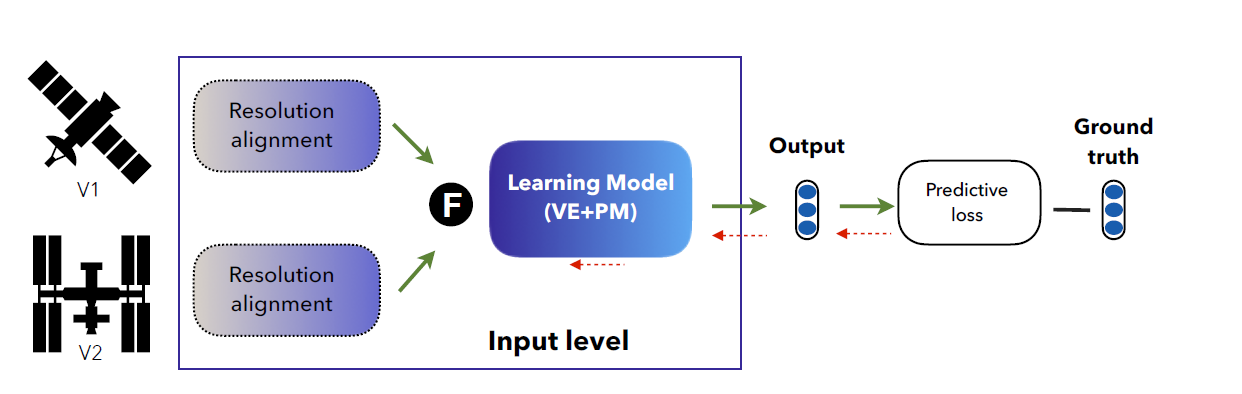 V1
V2
Resolution
alignment
Resolution
alignment
F
Learning Model
(VE+PM)
Input level
Output
Predictive
loss
Ground
truth